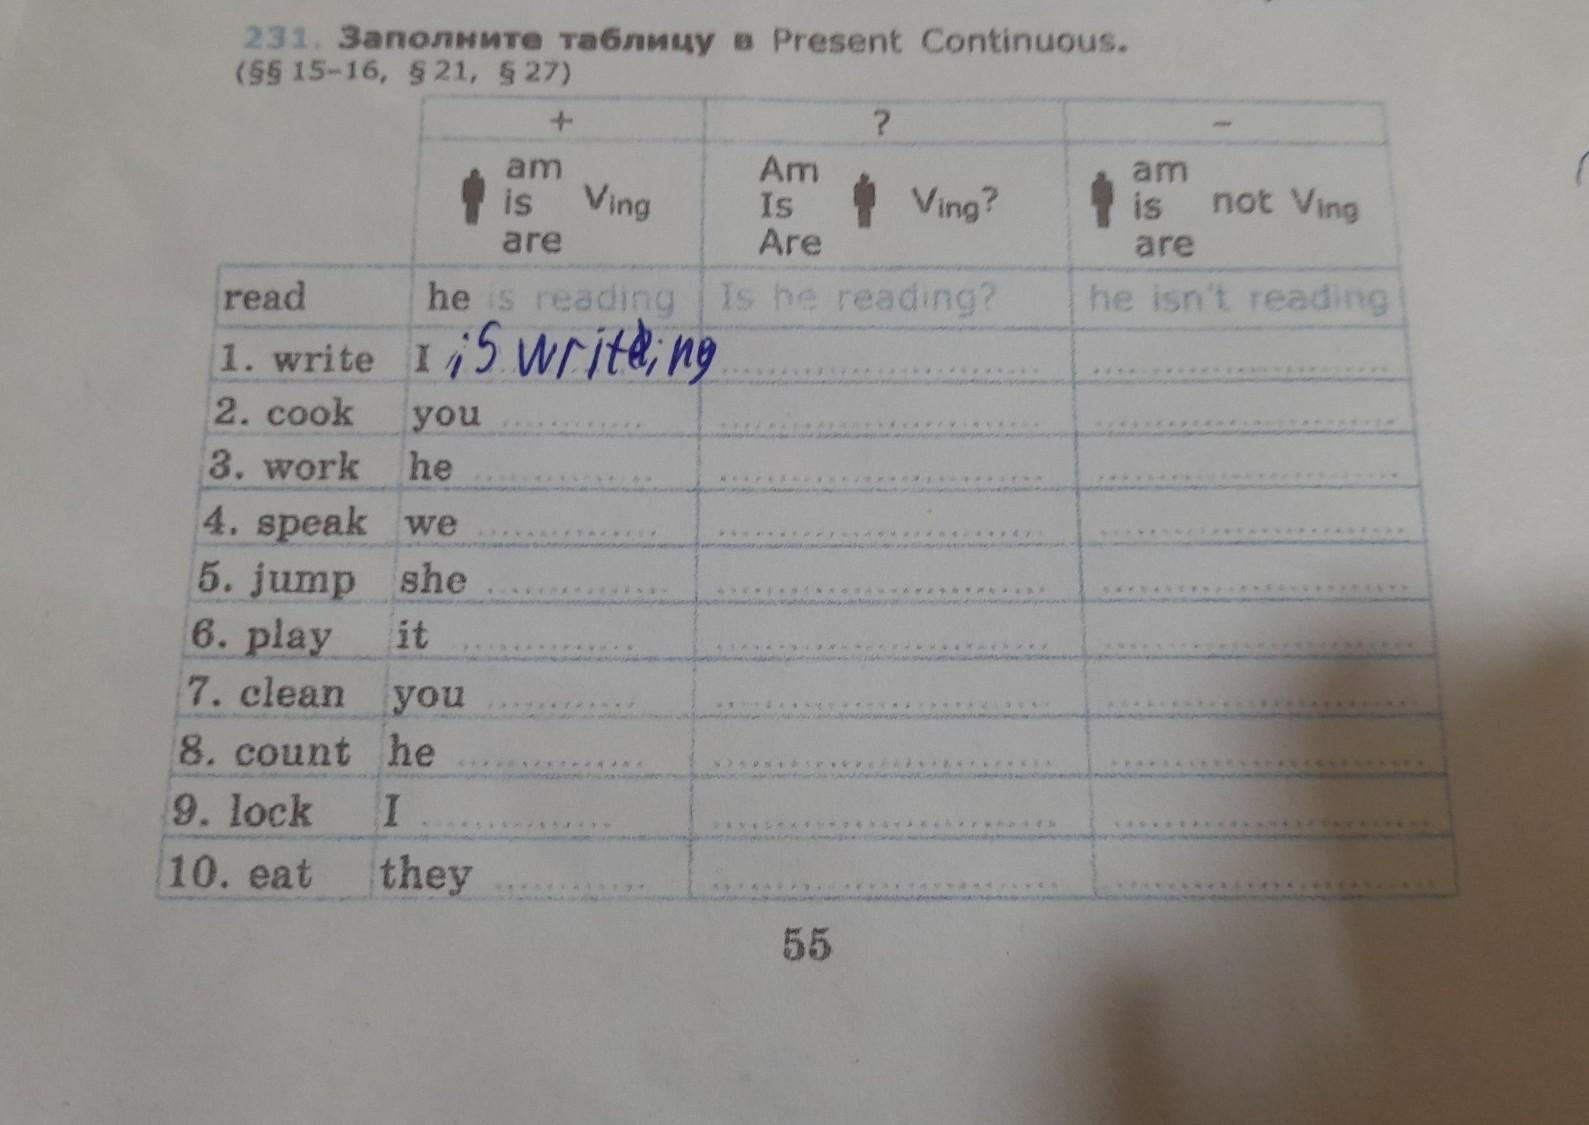 231. Заполните таблицу в Present Continuous.
(§§ 15–16, § 21, § 27)
+ ? –
am Am am
is Ving Is Ving? is not Ving
are Are are
read he is reading Is he reading? he isn't reading
1. write I is writing
2. cook you
3. work he
4. speak we
5. jump she
6. play it
7. clean you
8. count he
9. lock I
10. eat they
55